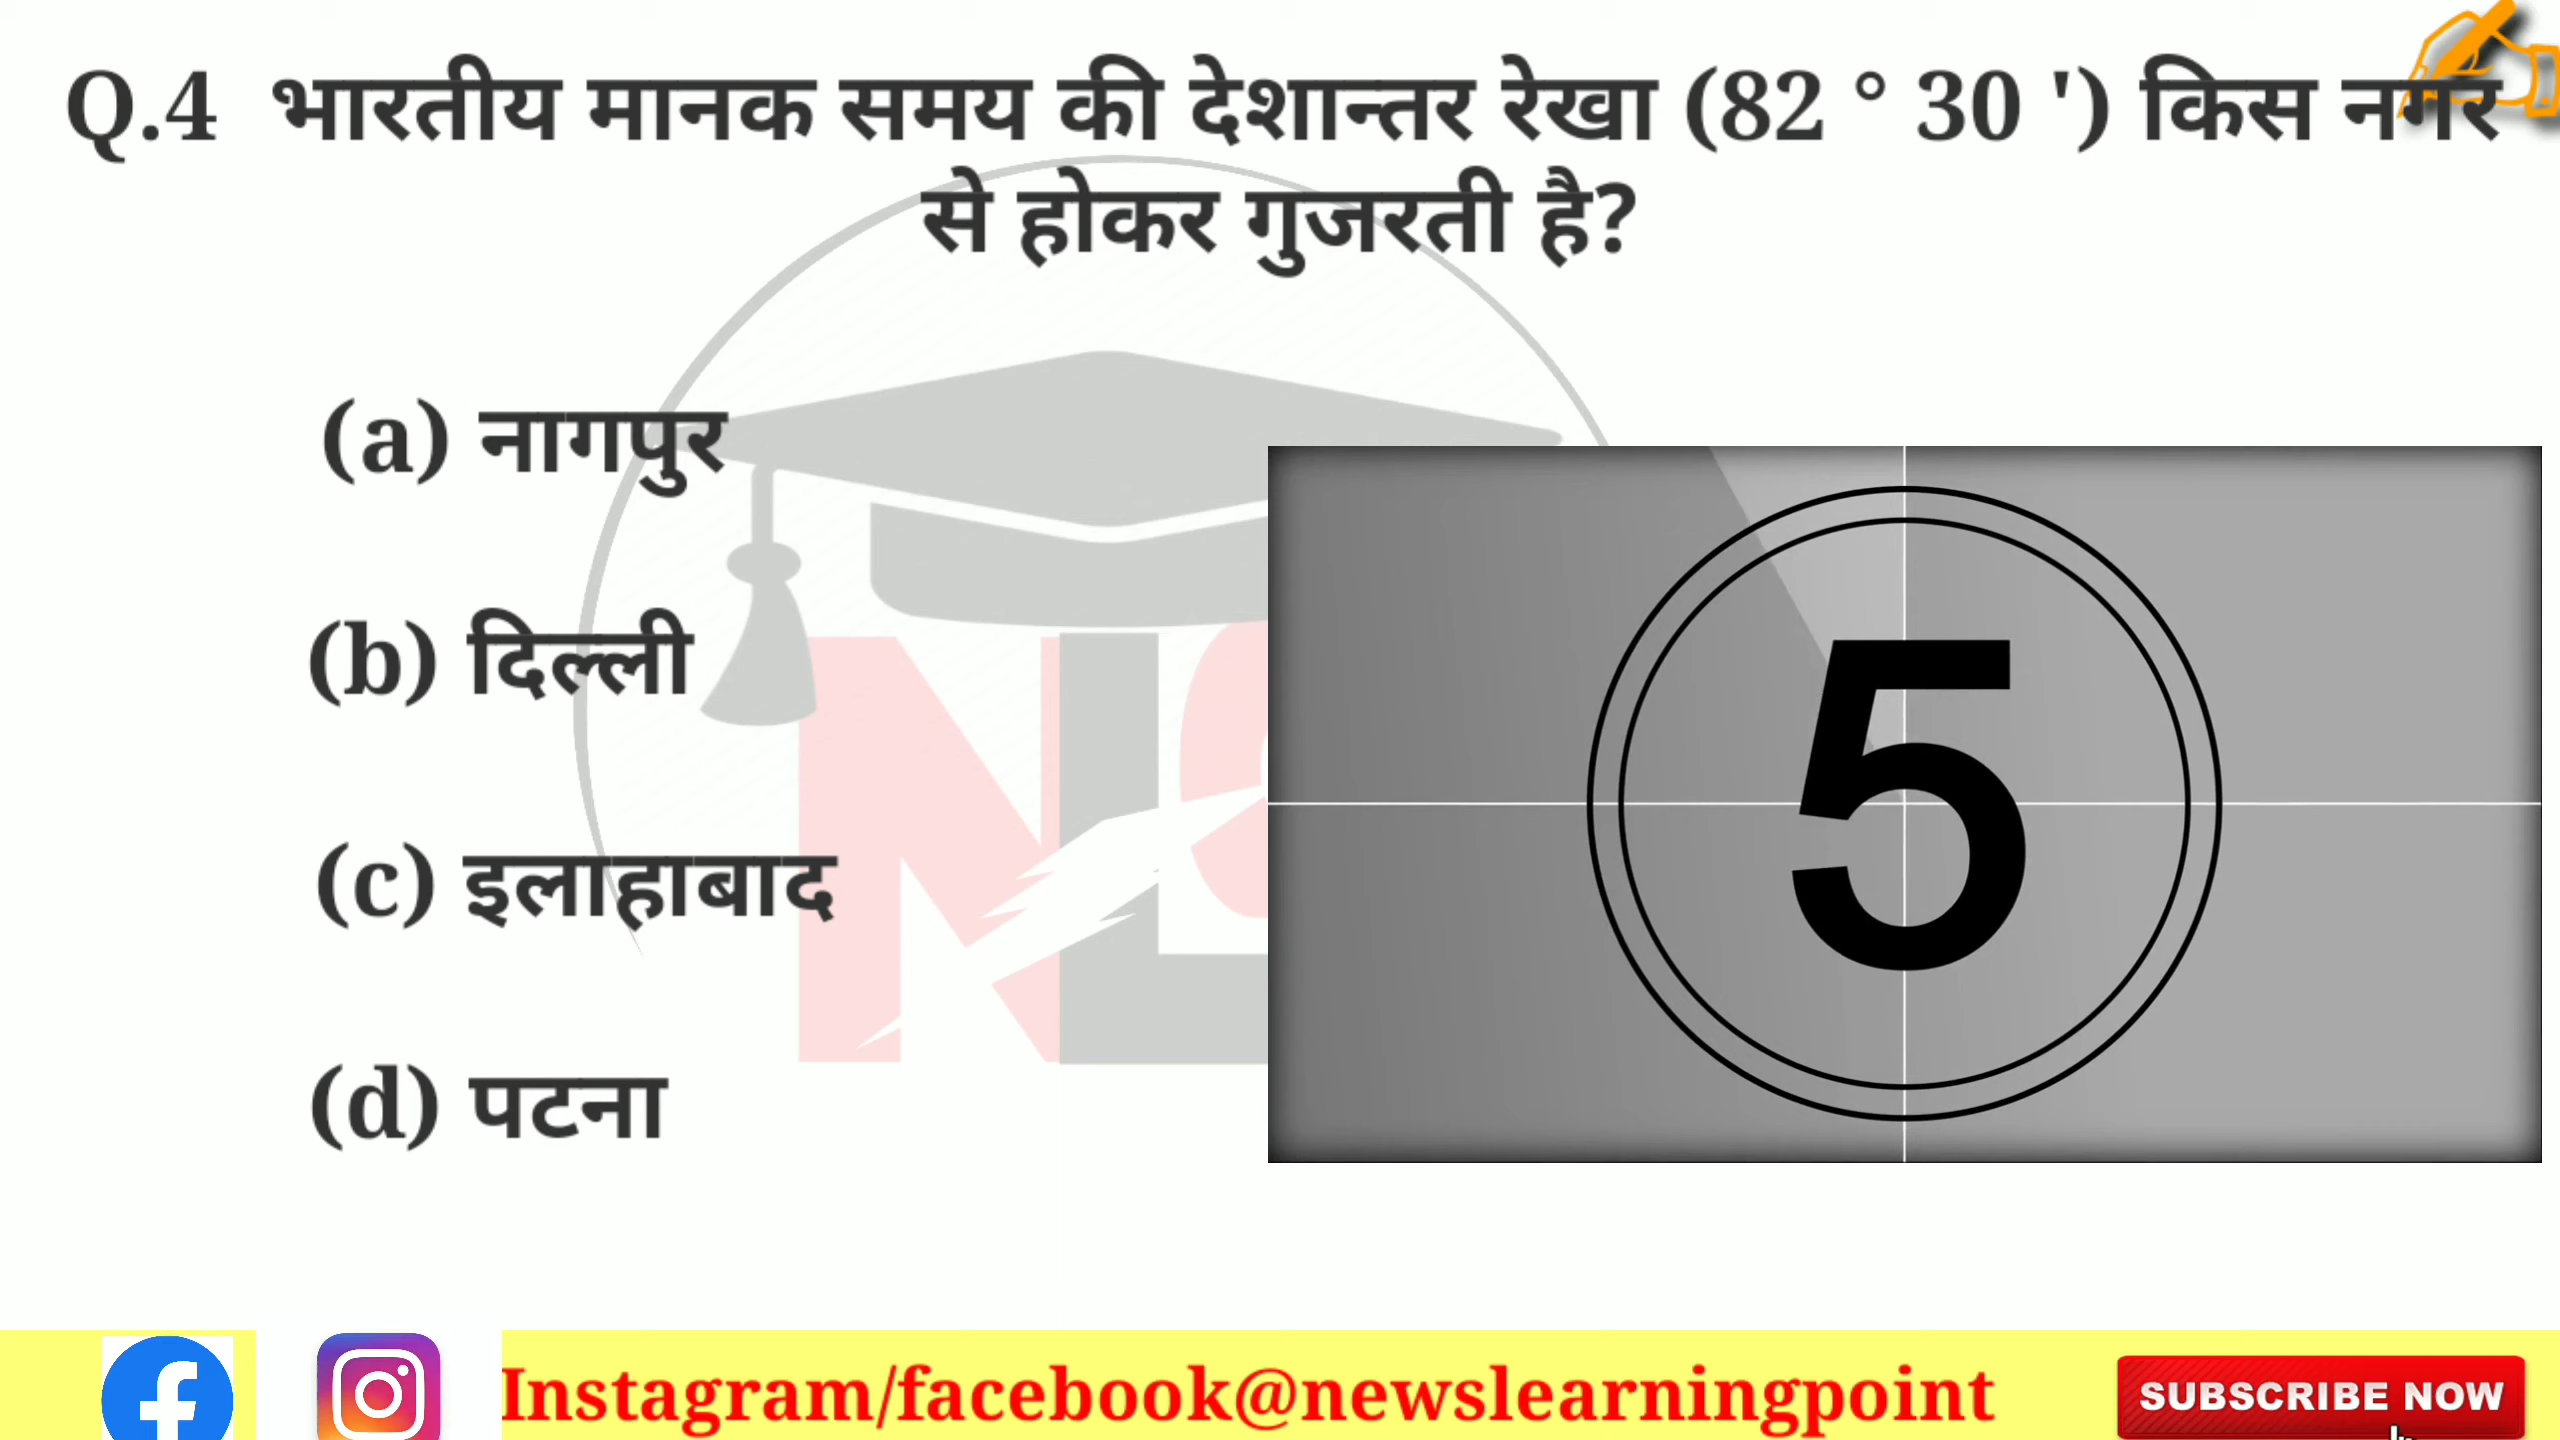 Q.4 भारतीय मानक समय की देशान्तर रेखा (82 ° 30 ') किस नगर
से होकर गुजरती है?
(a) नागपुर
(b) दिल्ली
(c) इलाहाबाद
(d) पटना
5
NLS
Instagram/facebook@newslearningpoint
SUBSCRIBE NOW